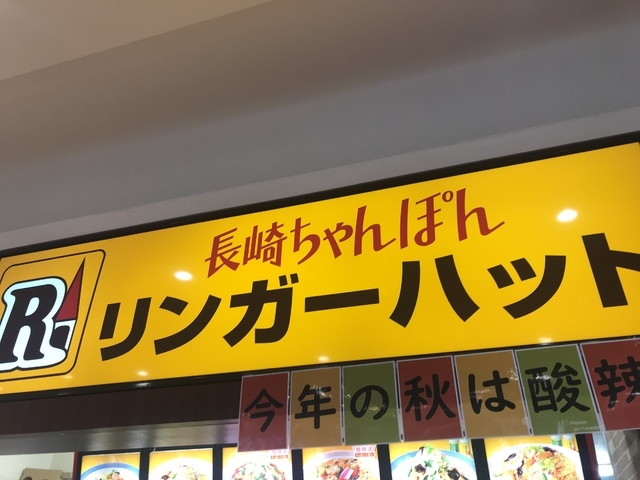 長崎ちゃんぽん
R
リンガーハット
今年の秋は酸辣